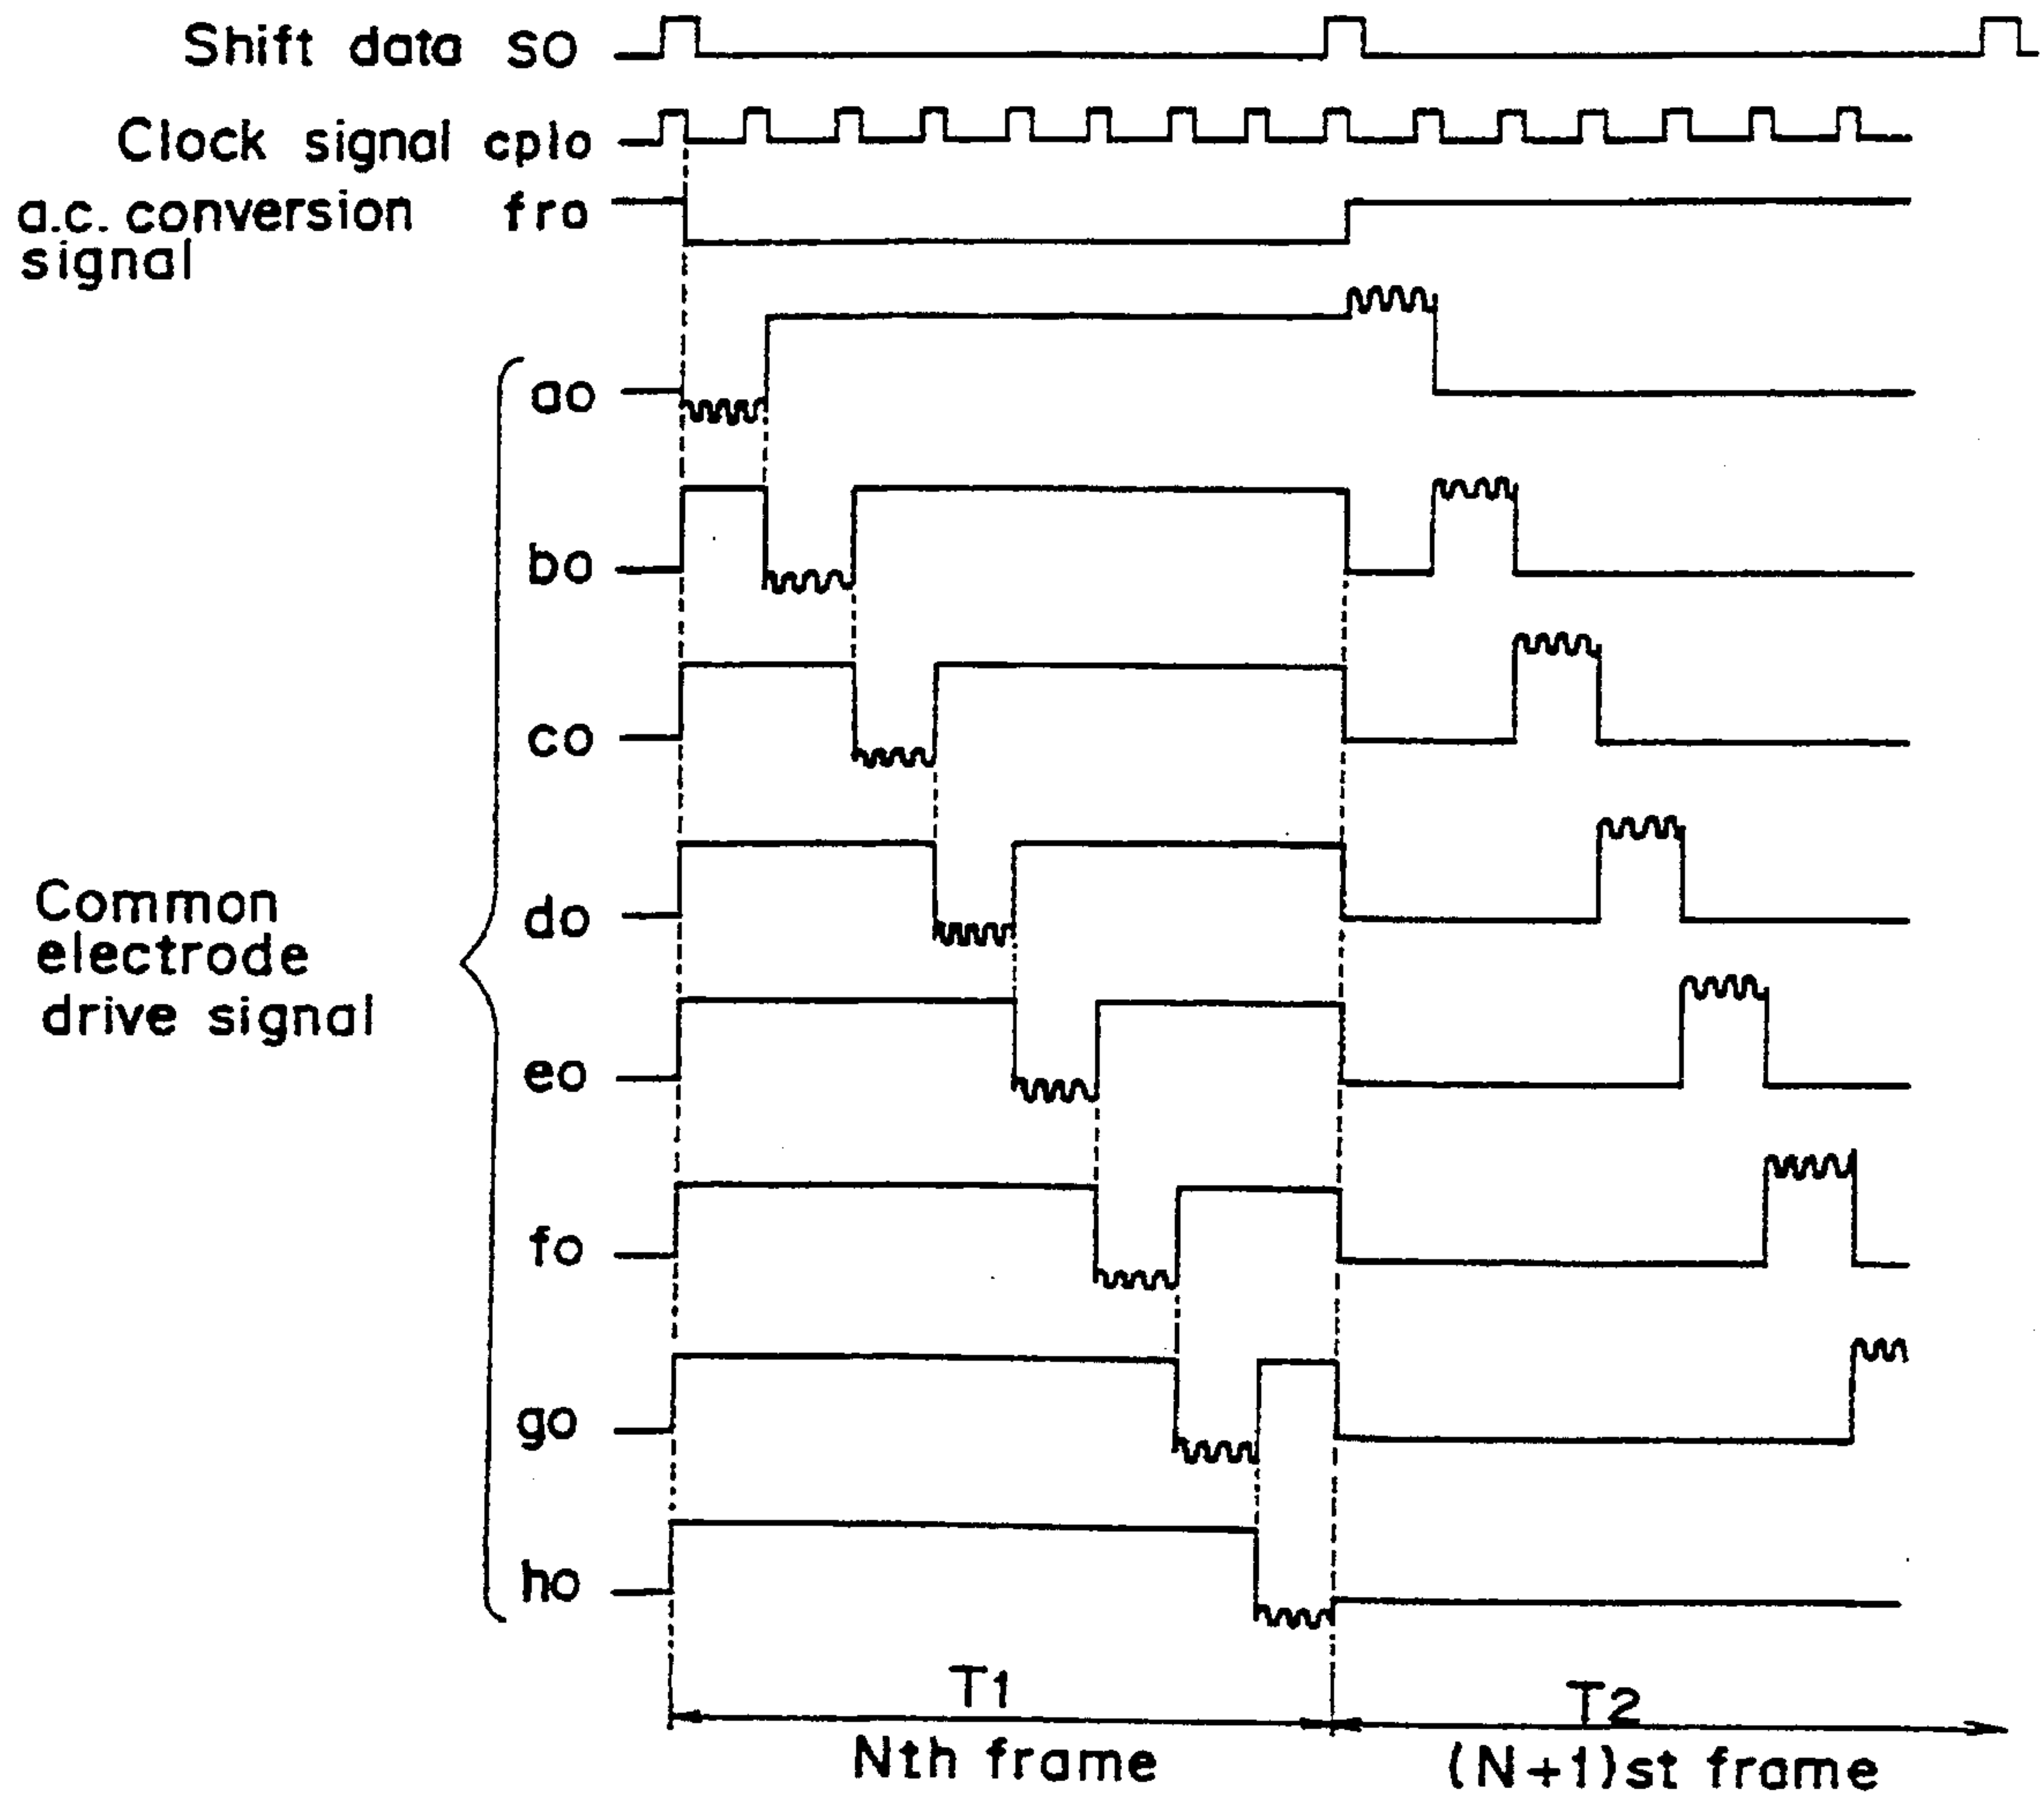 Shift data SO
Clock signal cplo
a.c. conversion fro
signal
ao
bo
co
do
Common
electrode
drive signal
eo
fo
go
ho
T1
T2
Nth frame
(N+1)st frame